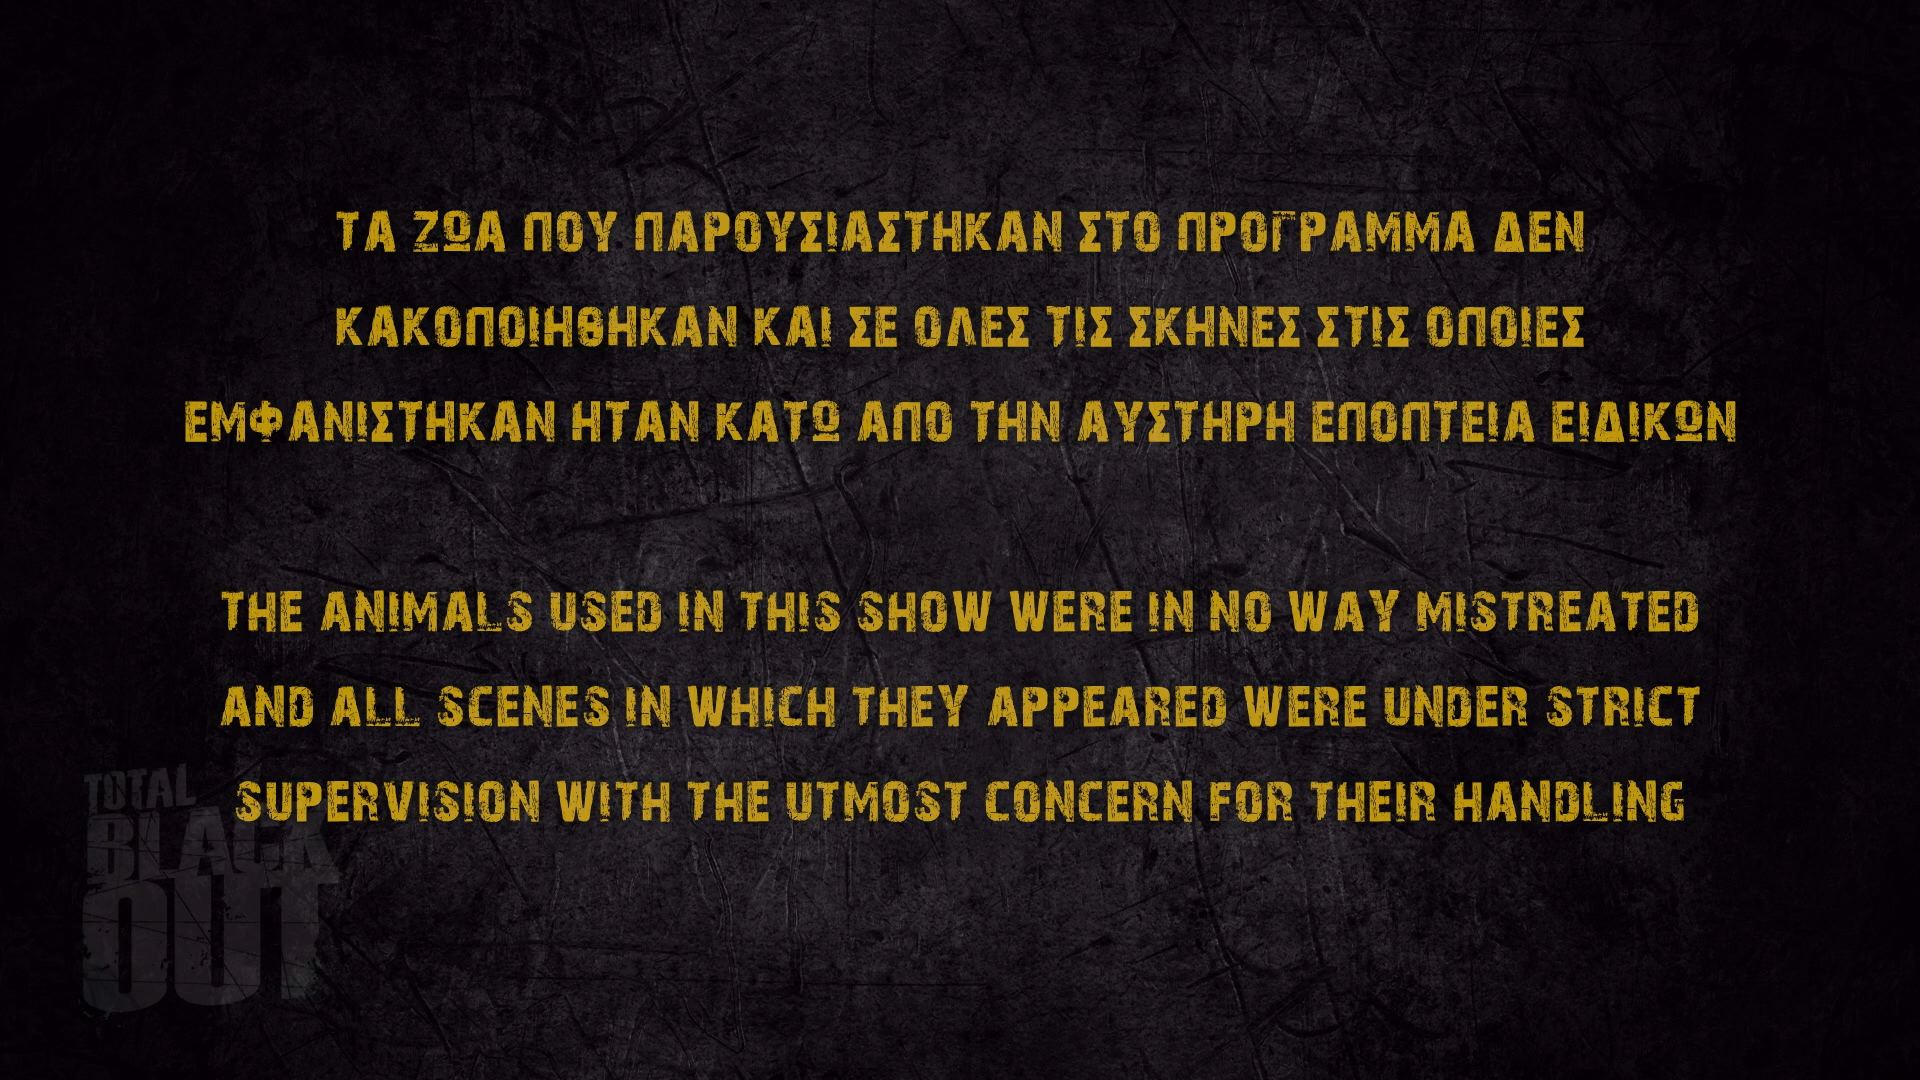 ΤΑ ΖΩΑ ΠΟΥ ΠΑΡΟΥΣΙΑΣΤΗΚΑΝ ΣΤΟ ΠΡΟΓΡΑΜΜΑ ΔΕΝ
ΚΑΚΟΠΟΙΗΘΗΚΑΝ ΚΑΙ ΣΕ ΟΛΕΣ ΤΙΣ ΣΚΗΝΕΣ ΣΤΙΣ ΟΠΟΙΕΣ
ΕΜΦΑΝΙΣΤΗΚΑΝ ΗΤΑΝ ΚΑΤΩ ΑΠΟ ΤΗΝ ΑΥΣΤΗΡΗ ΕΠΟΠΤΕΙΑ ΕΙΔΙΚΩΝ
THE ANIMALS USED IN THIS SHOW WERE IN NO WAY MISTREATED
AND ALL SCENES IN WHICH THEY APPEARED WERE UNDER STRICT
SUPERVISION WITH THE UTMOST CONCERN FOR THEIR HANDLING
TOTAL
BLACK
OUT